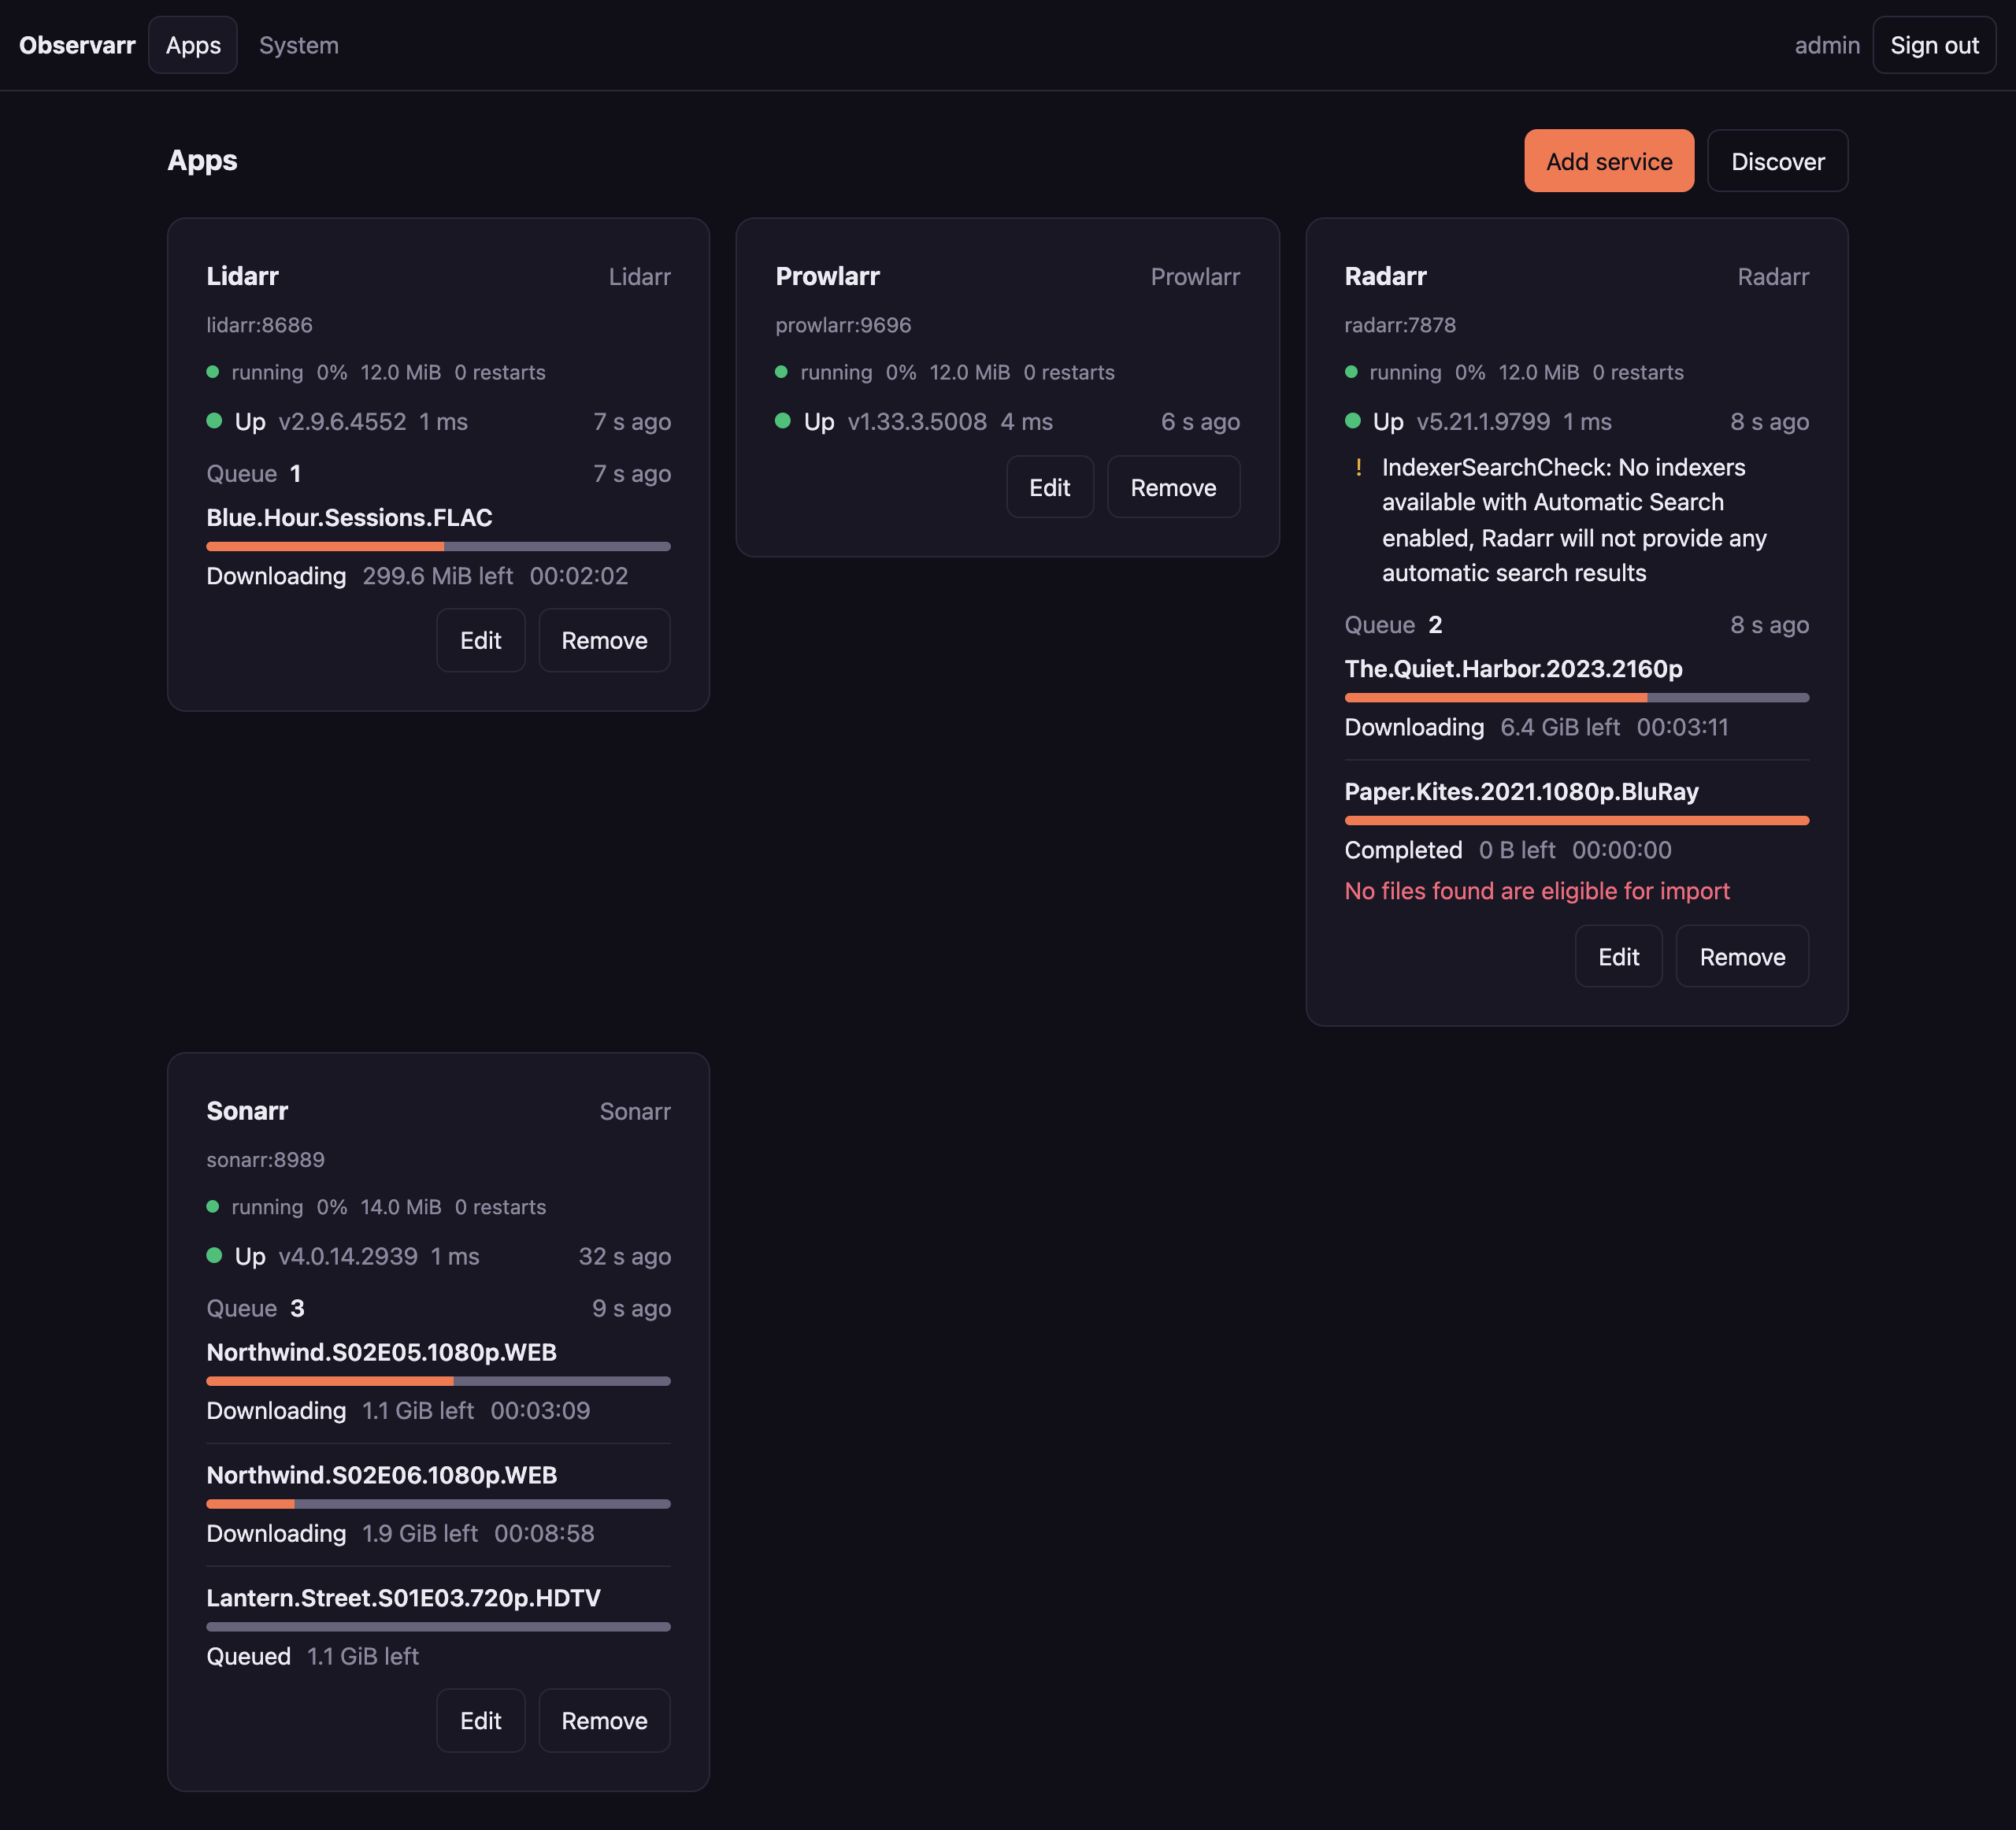 Observarr Apps System admin Sign out
Apps Add service Discover
Lidarr Lidarr
lidarr:8686
running 0% 12.0 MiB 0 restarts
Up v2.9.6.4552 1 ms 7 s ago
Queue 1 7 s ago
Blue.Hour.Sessions.FLAC
Downloading 299.6 MiB left 00:02:02
Edit Remove
Prowlarr Prowlarr
prowlarr:9696
running 0% 12.0 MiB 0 restarts
Up v1.33.3.5008 4 ms 6 s ago
Edit Remove
Radarr Radarr
radarr:7878
running 0% 12.0 MiB 0 restarts
Up v5.21.1.9799 1 ms 8 s ago
! IndexerSearchCheck: No indexers
available with Automatic Search
enabled, Radarr will not provide any
automatic search results
Queue 2 8 s ago
The.Quiet.Harbor.2023.2160p
Downloading 6.4 GiB left 00:03:11
Paper.Kites.2021.1080p.BluRay
Completed 0 B left 00:00:00
No files found are eligible for import
Edit Remove
Sonarr Sonarr
sonarr:8989
running 0% 14.0 MiB 0 restarts
Up v4.0.14.2939 1 ms 32 s ago
Queue 3 9 s ago
Northwind.S02E05.1080p.WEB
Downloading 1.1 GiB left 00:03:09
Northwind.S02E06.1080p.WEB
Downloading 1.9 GiB left 00:08:58
Lantern.Street.S01E03.720p.HDTV
Queued 1.1 GiB left
Edit Remove